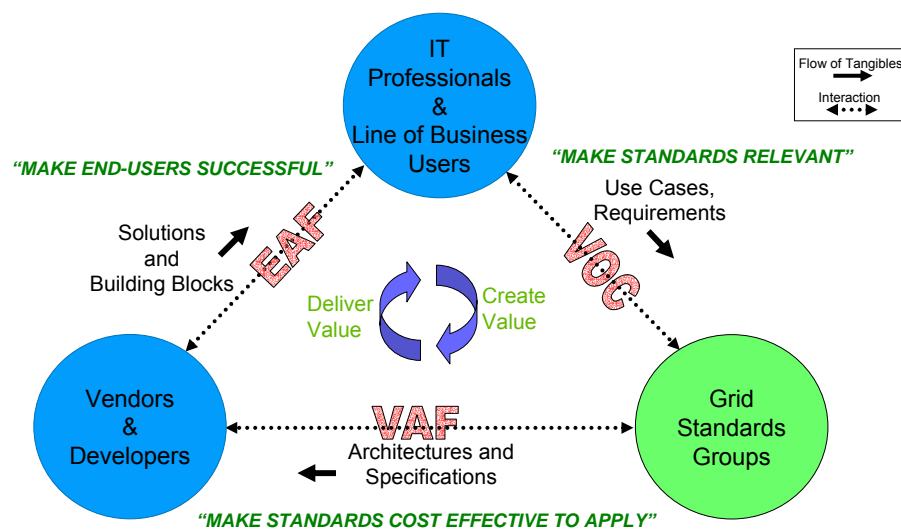 IT
Professionals
&
Line of Business
Users
Flow of Tangibles
Interaction
“MAKE END-USERS SUCCESSFUL”
“MAKE STANDARDS RELEVANT”
Solutions
and
Building Blocks
EAF
Use Cases,
Requirements
VOC
Deliver
Value
Create
Value
Vendors
&
Developers
VAF
Architectures and
Specifications
Grid
Standards
Groups
“MAKE STANDARDS COST EFFECTIVE TO APPLY”